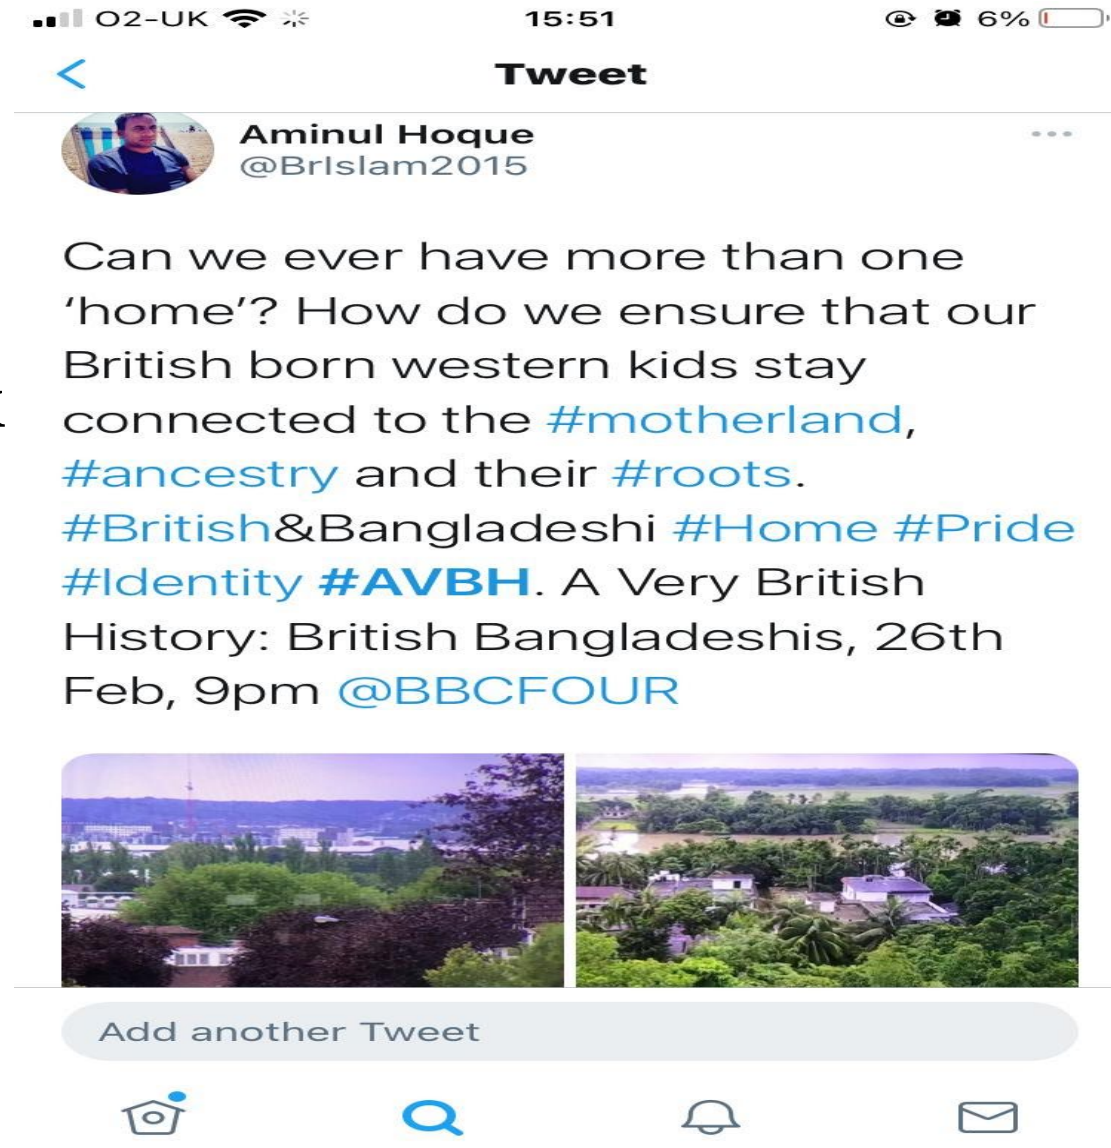 O2-UK 15:51 6%
Tweet
Aminul Hoque
@BrIslam2015
Can we ever have more than one
‘home’? How do we ensure that our
British born western kids stay
connected to the #motherland,
#ancestry and their #roots.
#British&Bangladeshi #Home #Pride
#Identity #AVBH. A Very British
History: British Bangladeshis, 26th
Feb, 9pm @BBCFOUR
Add another Tweet